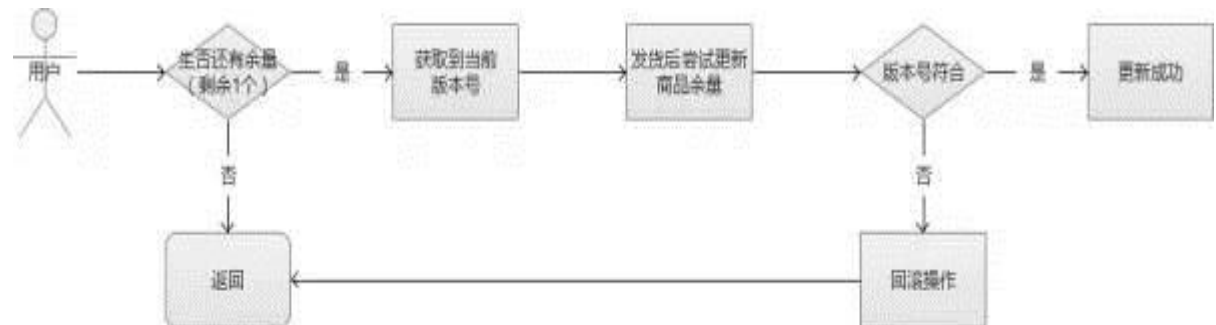 用户
生否还有余量
（剩余1个）
是
获取到当前
版本号
发货后尝试更新
商品余量
版本号符合
是
更新成功
否
否
返回
回滚操作